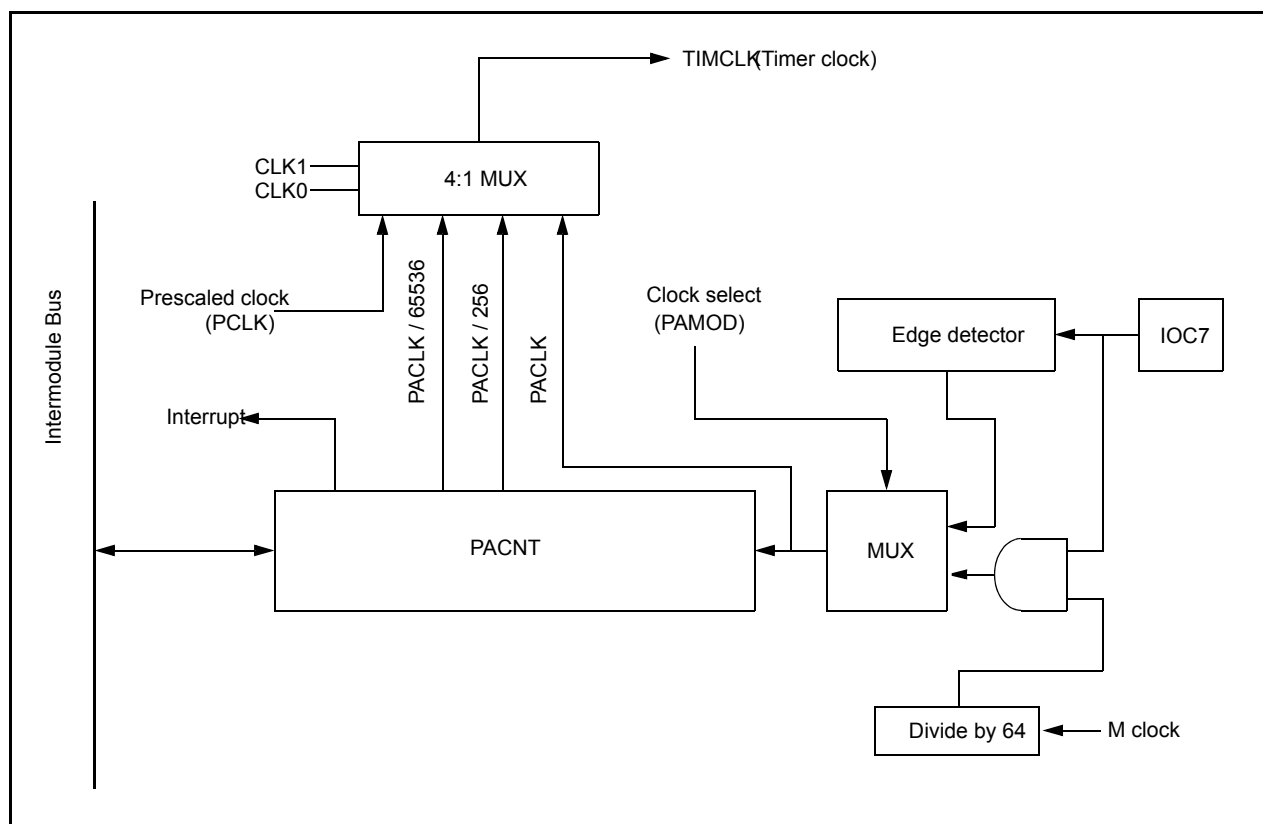 TIMCLK(Timer clock)
CLK1
CLK0
4:1 MUX
Prescaled clock
(PCLK)
PACLK / 65536
PACLK / 256
PACLK
Clock select
(PAMOD)
Edge detector
IOC7
Intermodule Bus
Interrupt
PACNT
MUX
Divide by 64
M clock